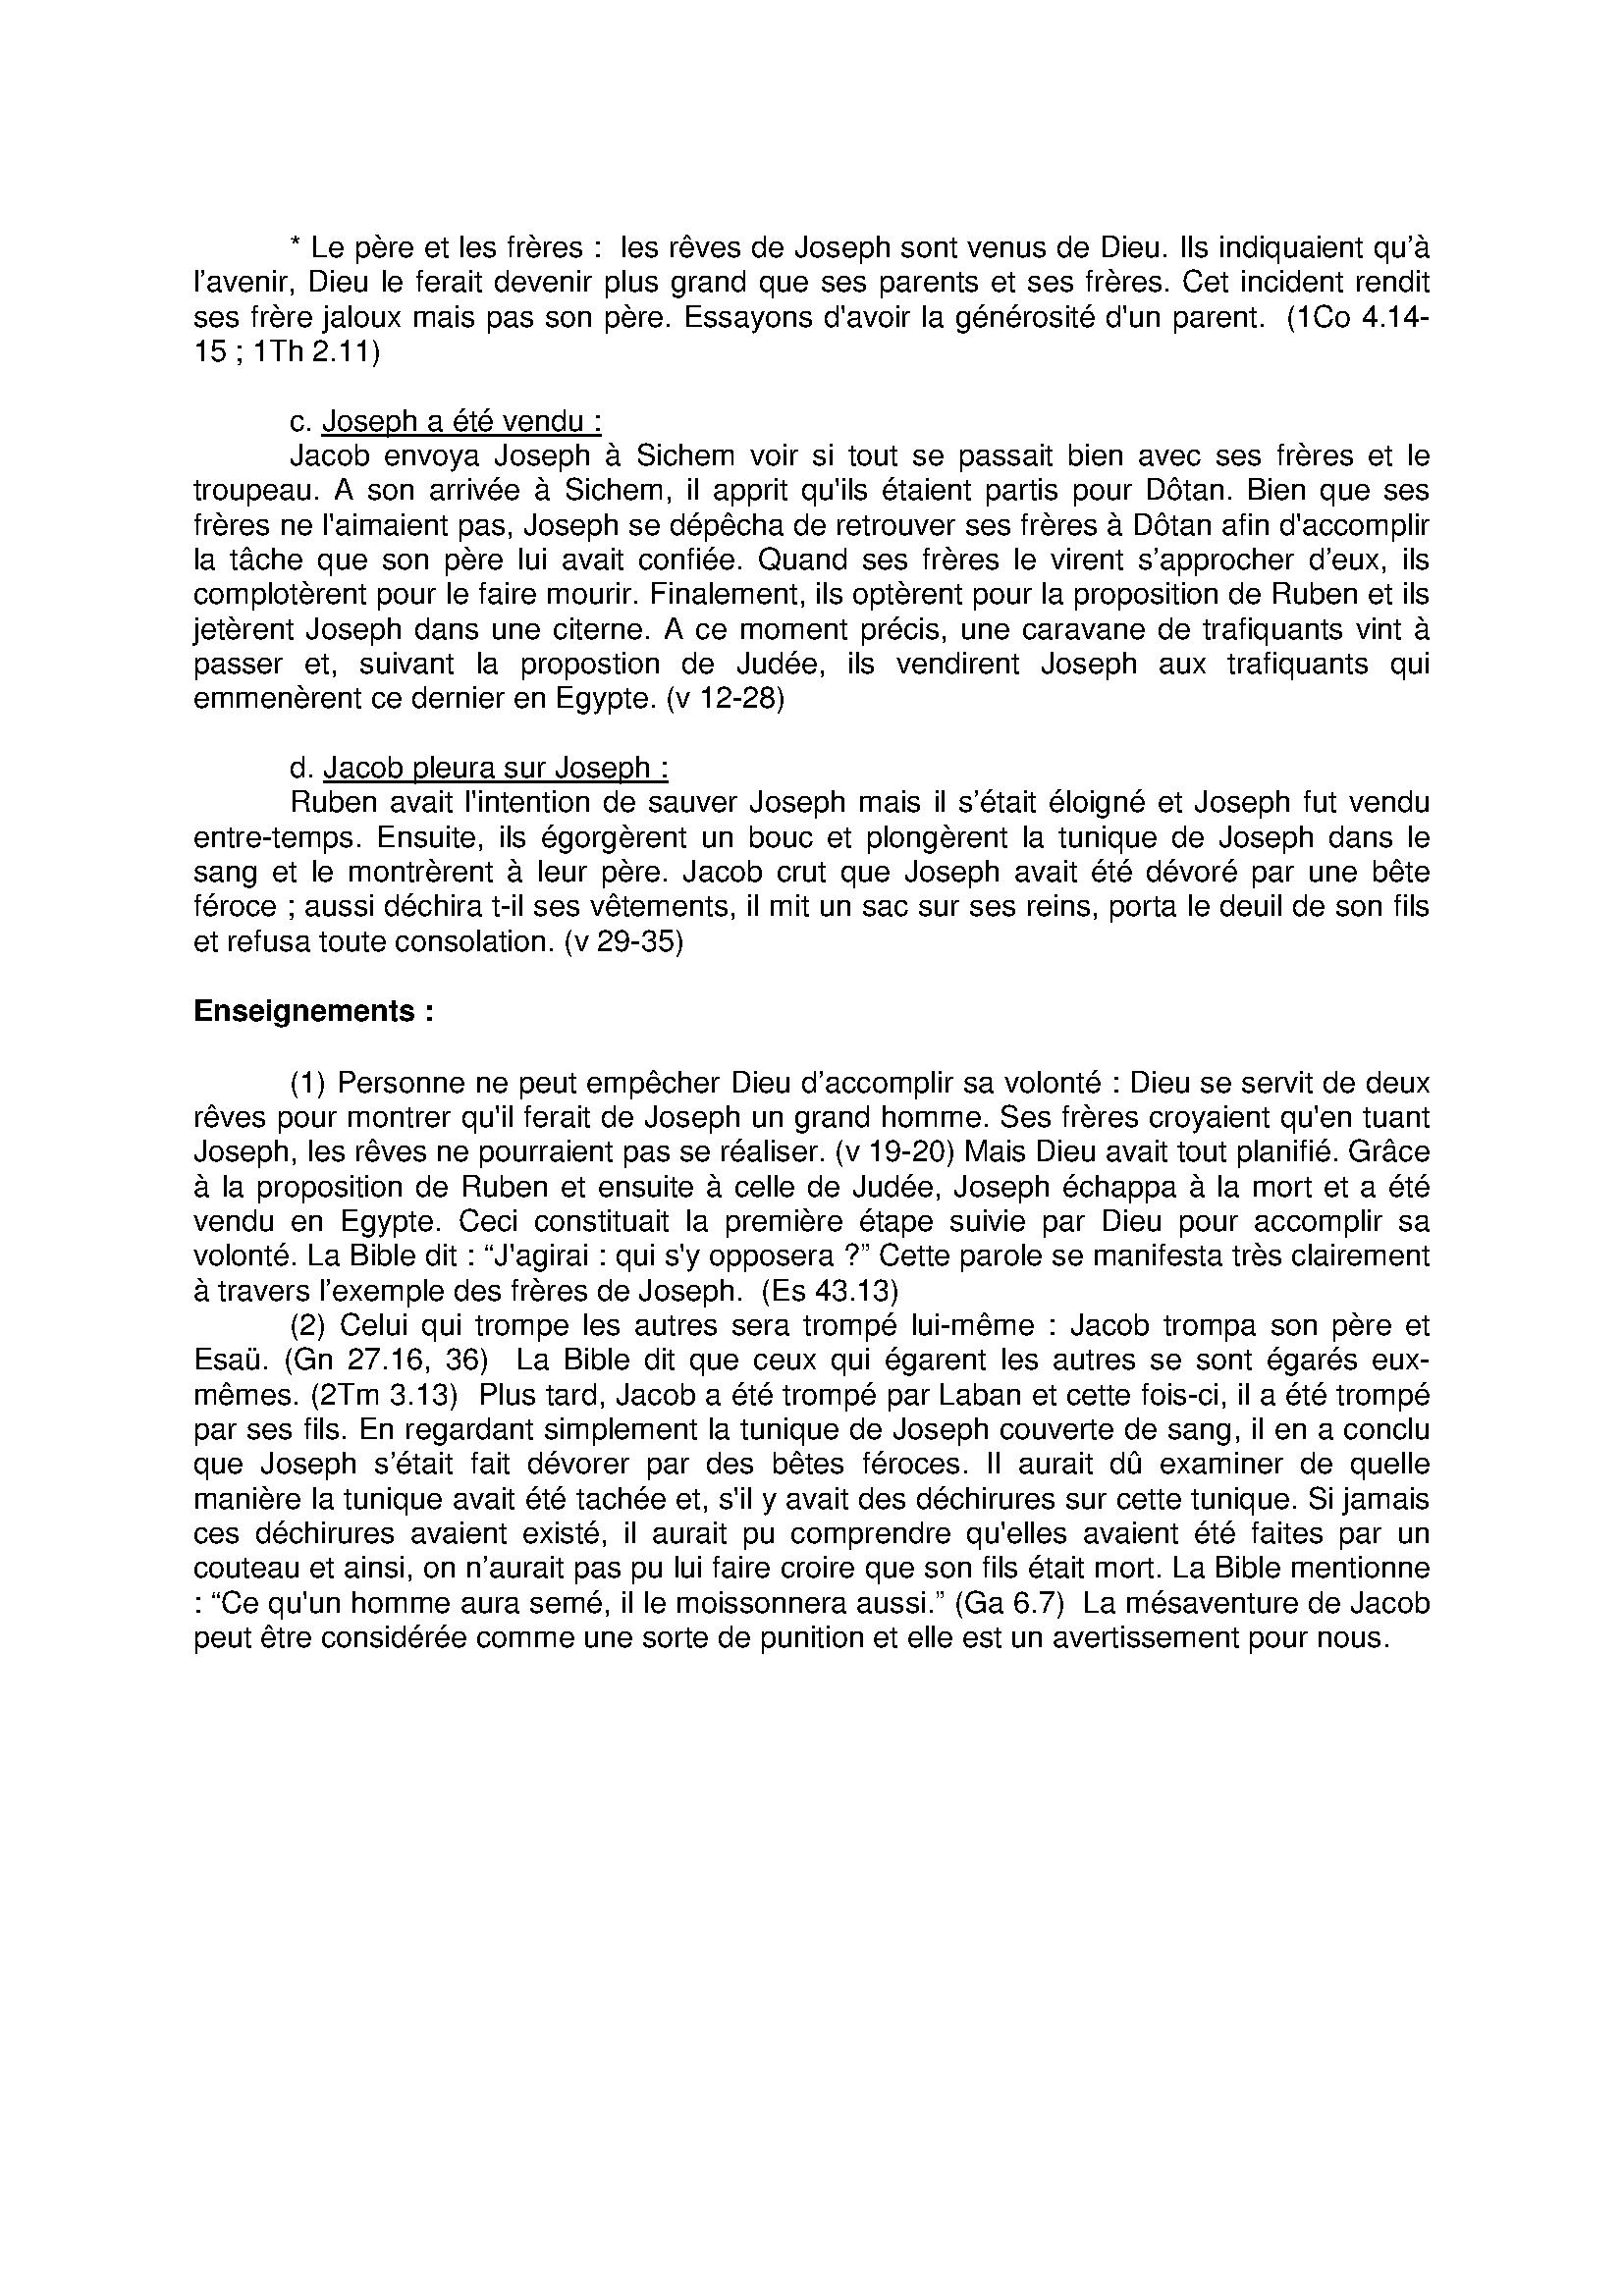 * Le père et les frères :  les rêves de Joseph sont venus de Dieu. Ils indiquaient qu’à
l’avenir, Dieu le ferait devenir plus grand que ses parents et ses frères. Cet incident rendit
ses frère jaloux mais pas son père. Essayons d'avoir la générosité d'un parent.  (1Co 4.14-
15 ; 1Th 2.11)
c. Joseph a été vendu :
Jacob envoya Joseph à Sichem voir si tout se passait bien avec ses frères et le
troupeau. A son arrivée à Sichem, il apprit qu'ils étaient partis pour Dôtan. Bien que ses
frères ne l'aimaient pas, Joseph se dépêcha de retrouver ses frères à Dôtan afin d'accomplir
la tâche que son père lui avait confiée. Quand ses frères le virent s’approcher d’eux, ils
complotèrent pour le faire mourir. Finalement, ils optèrent pour la proposition de Ruben et ils
jetèrent Joseph dans une citerne. A ce moment précis, une caravane de trafiquants vint à
passer et, suivant la propostion de Judée, ils vendirent Joseph aux trafiquants qui
emmenèrent ce dernier en Egypte. (v 12-28)
d. Jacob pleura sur Joseph :
Ruben avait l'intention de sauver Joseph mais il s’était éloigné et Joseph fut vendu
entre-temps. Ensuite, ils égorgèrent un bouc et plongèrent la tunique de Joseph dans le
sang et le montrèrent à leur père. Jacob crut que Joseph avait été dévoré par une bête
féroce ; aussi déchira t-il ses vêtements, il mit un sac sur ses reins, porta le deuil de son fils
et refusa toute consolation. (v 29-35)
Enseignements :
(1) Personne ne peut empêcher Dieu d’accomplir sa volonté : Dieu se servit de deux
rêves pour montrer qu'il ferait de Joseph un grand homme. Ses frères croyaient qu'en tuant
Joseph, les rêves ne pourraient pas se réaliser. (v 19-20) Mais Dieu avait tout planifié. Grâce
à la proposition de Ruben et ensuite à celle de Judée, Joseph échappa à la mort et a été
vendu en Egypte. Ceci constituait la première étape suivie par Dieu pour accomplir sa
volonté. La Bible dit : “J'agirai : qui s'y opposera ?” Cette parole se manifesta très clairement
à travers l’exemple des frères de Joseph.  (Es 43.13)
(2) Celui qui trompe les autres sera trompé lui-même : Jacob trompa son père et
Esaü. (Gn 27.16, 36)  La Bible dit que ceux qui égarent les autres se sont égarés eux-
mêmes. (2Tm 3.13)  Plus tard, Jacob a été trompé par Laban et cette fois-ci, il a été trompé
par ses fils. En regardant simplement la tunique de Joseph couverte de sang, il en a conclu
que Joseph s’était fait dévorer par des bêtes féroces. Il aurait dû examiner de quelle
manière la tunique avait été tachée et, s'il y avait des déchirures sur cette tunique. Si jamais
ces déchirures avaient existé, il aurait pu comprendre qu'elles avaient été faites par un
couteau et ainsi, on n’aurait pas pu lui faire croire que son fils était mort. La Bible mentionne
: “Ce qu'un homme aura semé, il le moissonnera aussi.” (Ga 6.7)  La mésaventure de Jacob
peut être considérée comme une sorte de punition et elle est un avertissement pour nous.